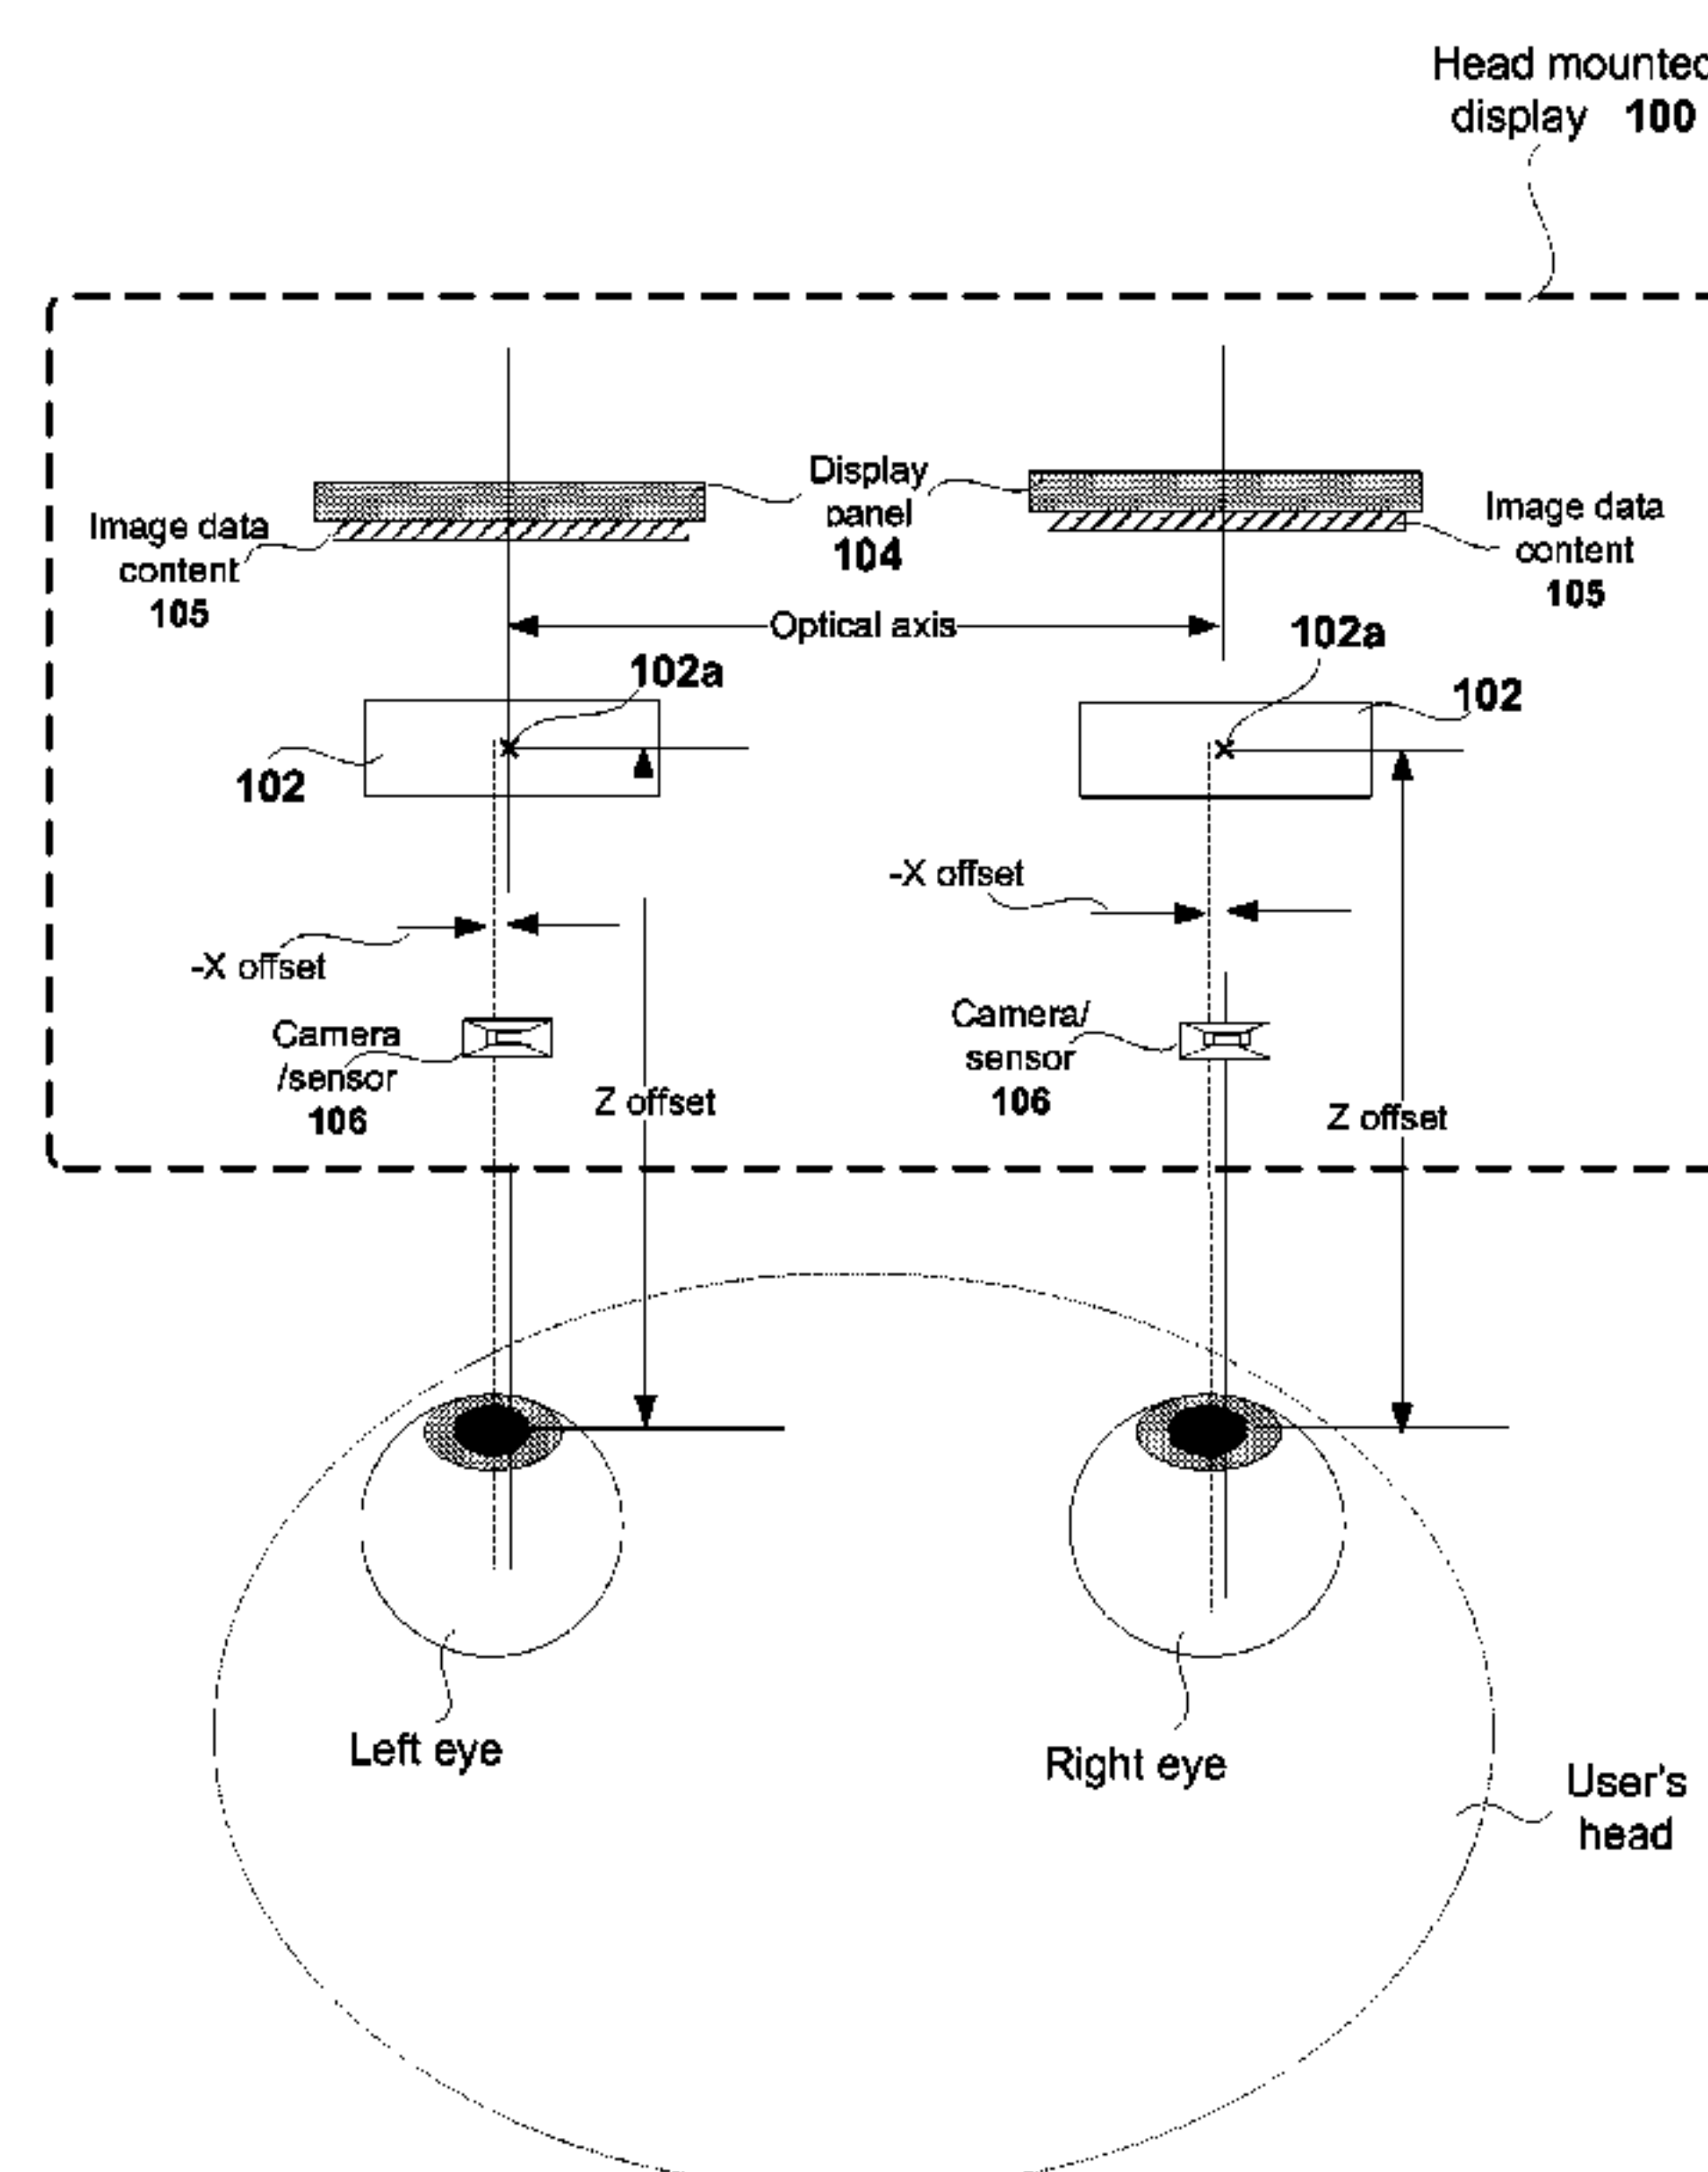 Head mounted
display 100
Display
panel
104
Image data
content
105
Image data
content
105
Optical axis
102a
102a
102
102
-X offset
-X offset
Camera
/sensor
106
Camera/
sensor
106
Z offset
Z offset
Left eye
Right eye
User's
head